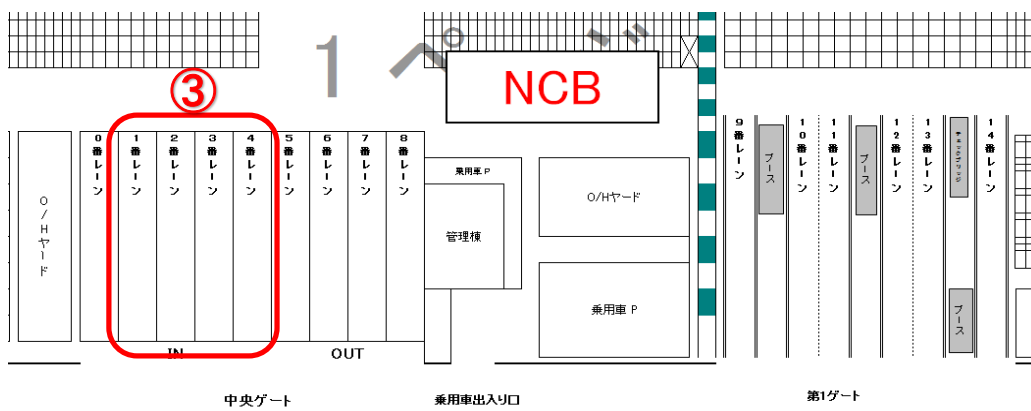 1ペ
ジ
NCB
③
0番レーン
1番レーン
2番レーン
3番レーン
4番レーン
5番レーン
6番レーン
7番レーン
8番レーン
9番レーン
ブース
10番レーン
11番レーン
ブース
12番レーン
13番レーン
14番レーン
O/Hヤード
乗用車 P
管理棟
O/Hヤード
乗用車 P
ブース
IN
OUT
中央ゲート
乗用車出入り口
第1ゲート